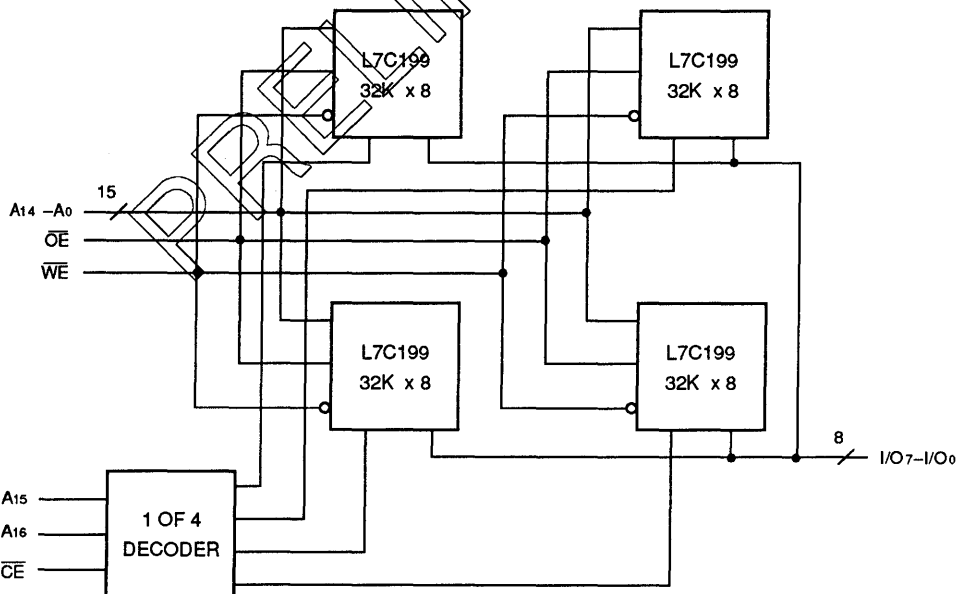 L7C199
32K x 8
L7C199
32K x 8
15
A14 –A0
OE
WE
L7C199
32K x 8
L7C199
32K x 8
8
I/O7–I/O0
A15
A16
CE
1 OF 4
DECODER